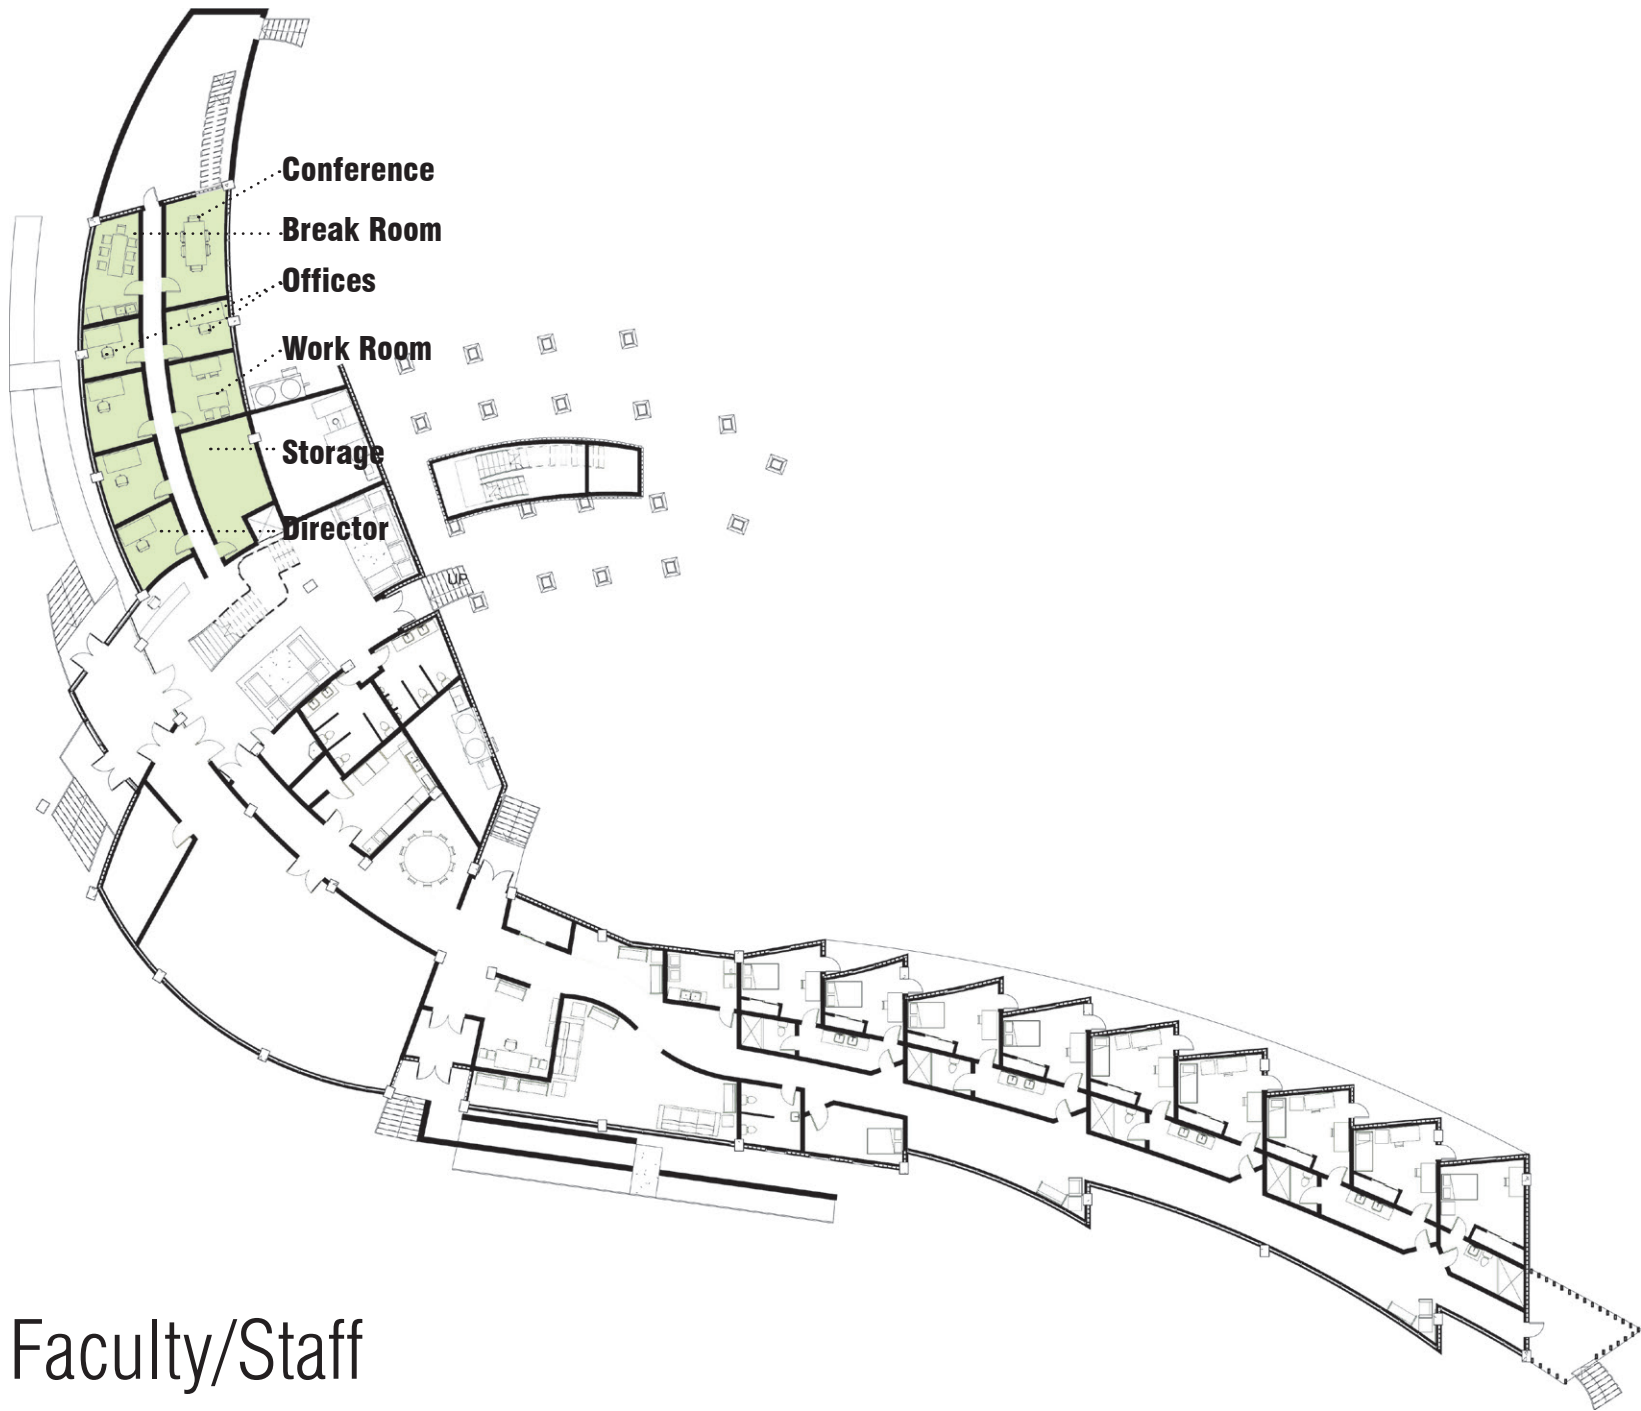 Conference
Break Room
Offices
Work Room
Storage
Director
UP
Faculty/Staff